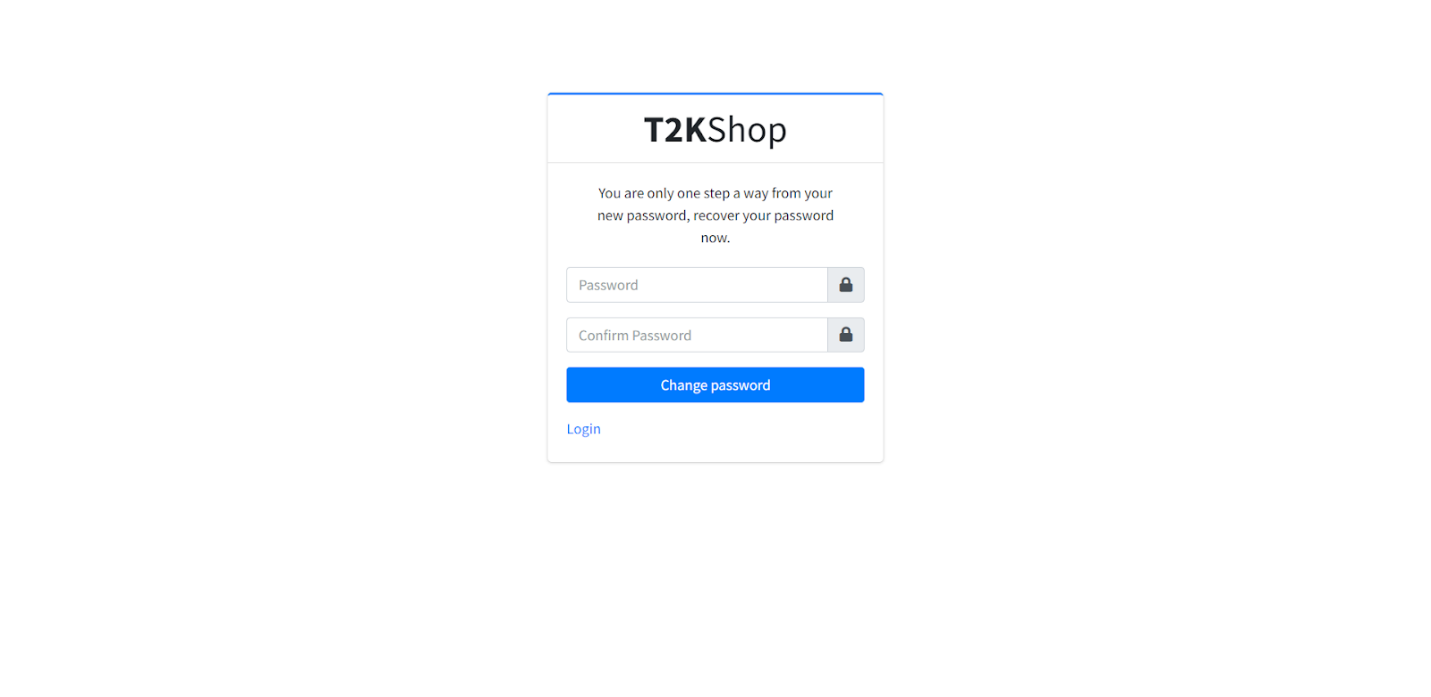 T2KShop
You are only one step a way from your
new password, recover your password
now.
Password
Confirm Password
Change password
Login